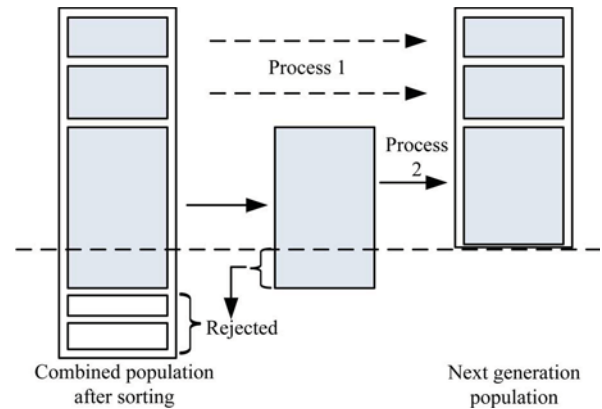 Process 1
Process
2
Rejected
Combined population
after sorting
Next generation
population